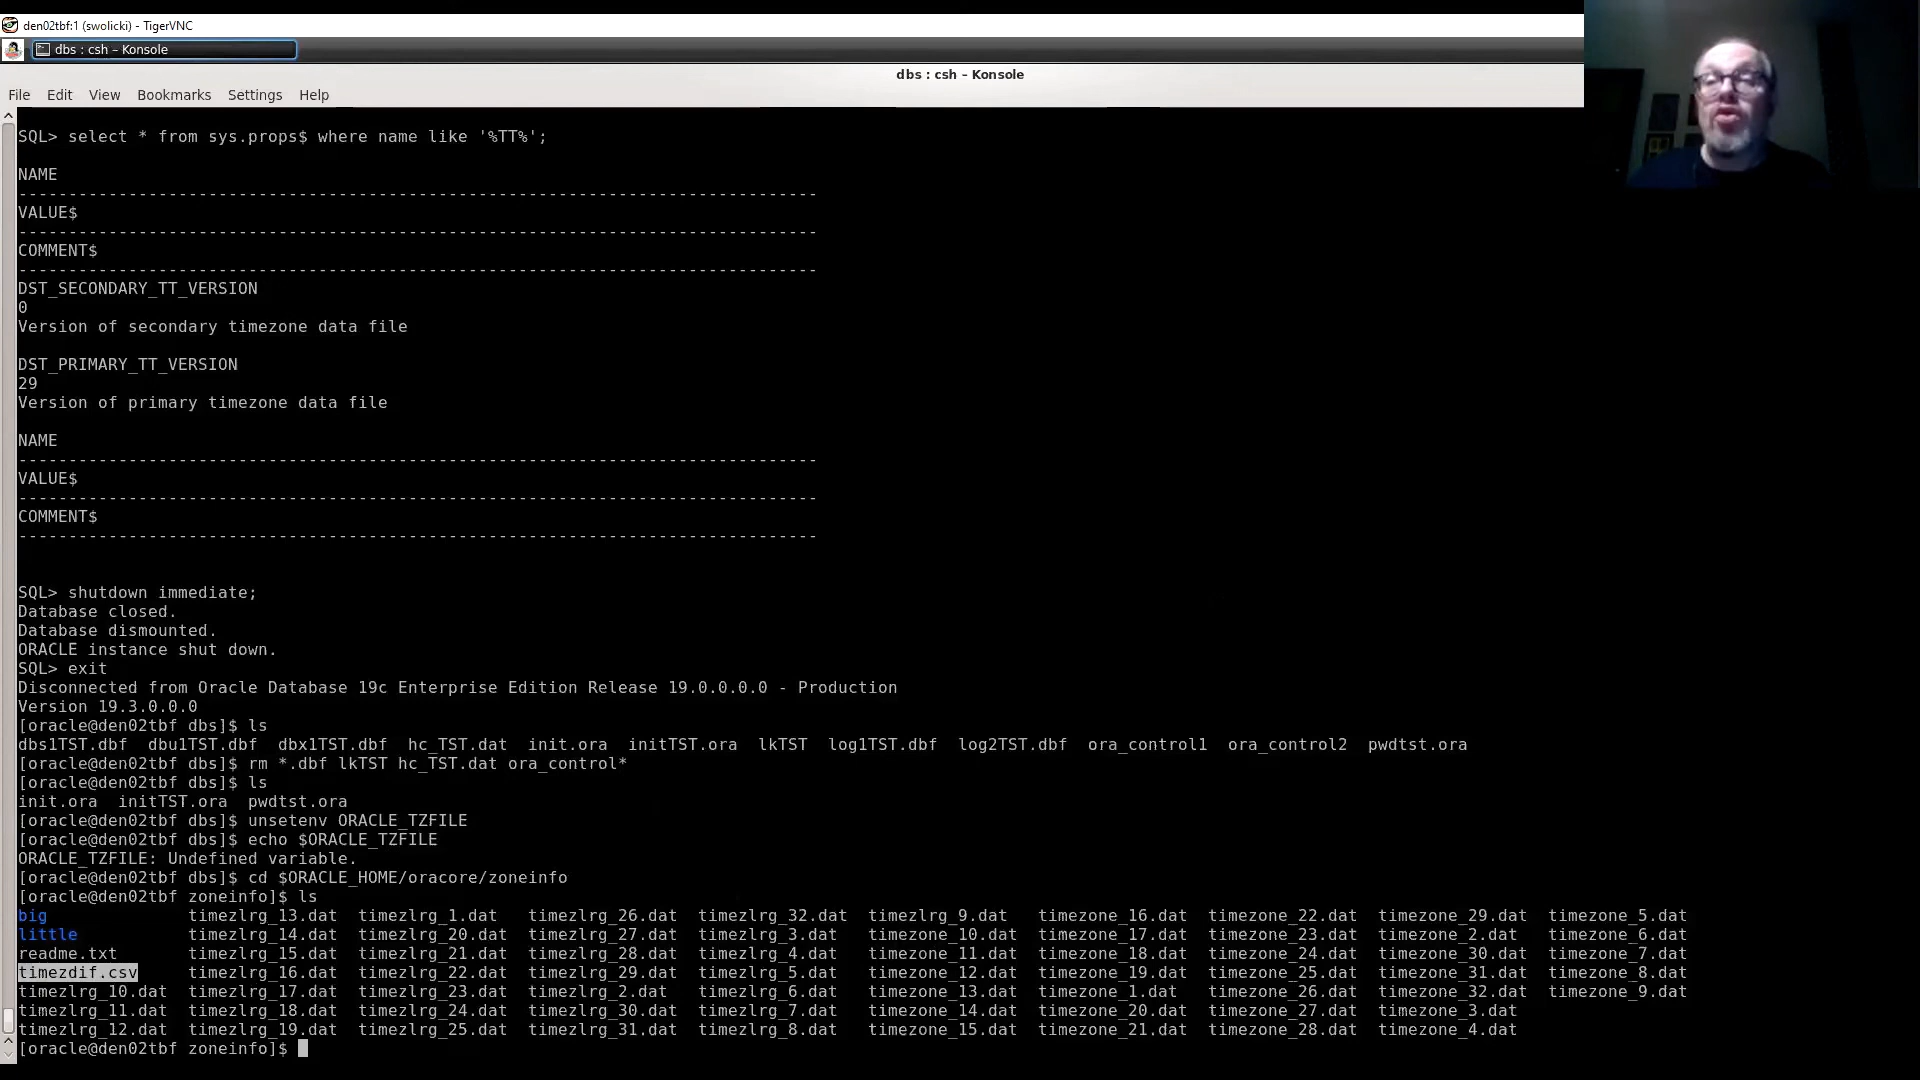 den02tbf:1 (swolicki) - TigerVNC
dbs : csh – Konsole
dbs : csh – Konsole
File Edit View Bookmarks Settings Help
SQL> select * from sys.props$ where name like '%TT%';
NAME
--------------------------------------------------------------------------------
VALUE$
--------------------------------------------------------------------------------
COMMENT$
--------------------------------------------------------------------------------
DST_SECONDARY_TT_VERSION
0
Version of secondary timezone data file
DST_PRIMARY_TT_VERSION
29
Version of primary timezone data file
NAME
--------------------------------------------------------------------------------
VALUE$
--------------------------------------------------------------------------------
COMMENT$
--------------------------------------------------------------------------------
SQL> shutdown immediate;
Database closed.
Database dismounted.
ORACLE instance shut down.
SQL> exit
Disconnected from Oracle Database 19c Enterprise Edition Release 19.0.0.0.0 - Production
Version 19.3.0.0.0
[oracle@den02tbf dbs]$ ls
dbs1TST.dbf dbu1TST.dbf dbx1TST.dbf hc_TST.dat init.ora initTST.ora lkTST log1TST.dbf log2TST.dbf ora_control1 ora_control2 pwdtst.ora
[oracle@den02tbf dbs]$ rm *.dbf lkTST hc_TST.dat ora_control*
[oracle@den02tbf dbs]$ ls
init.ora initTST.ora pwdtst.ora
[oracle@den02tbf dbs]$ unsetenv ORACLE_TZFILE
[oracle@den02tbf dbs]$ echo $ORACLE_TZFILE
ORACLE_TZFILE: Undefined variable.
[oracle@den02tbf dbs]$ cd $ORACLE_HOME/oracore/zoneinfo
[oracle@den02tbf zoneinfo]$ ls
big timezlrg_13.dat timezlrg_1.dat timezlrg_26.dat timezlrg_32.dat timezlrg_9.dat timezone_16.dat timezone_22.dat timezone_29.dat timezone_5.dat
little timezlrg_14.dat timezlrg_20.dat timezlrg_27.dat timezlrg_3.dat timezone_10.dat timezone_17.dat timezone_23.dat timezone_2.dat timezone_6.dat
readme.txt timezlrg_15.dat timezlrg_21.dat timezlrg_28.dat timezlrg_4.dat timezone_11.dat timezone_18.dat timezone_24.dat timezone_30.dat timezone_7.dat
timezdif.csv timezlrg_16.dat timezlrg_22.dat timezlrg_29.dat timezlrg_5.dat timezone_12.dat timezone_19.dat timezone_25.dat timezone_31.dat timezone_8.dat
timezlrg_10.dat timezlrg_17.dat timezlrg_23.dat timezlrg_2.dat timezlrg_6.dat timezone_13.dat timezone_1.dat timezone_26.dat timezone_32.dat timezone_9.dat
timezlrg_11.dat timezlrg_18.dat timezlrg_24.dat timezlrg_30.dat timezlrg_7.dat timezone_14.dat timezone_20.dat timezone_27.dat timezone_3.dat
timezlrg_12.dat timezlrg_19.dat timezlrg_25.dat timezlrg_31.dat timezlrg_8.dat timezone_15.dat timezone_21.dat timezone_28.dat timezone_4.dat
[oracle@den02tbf zoneinfo]$